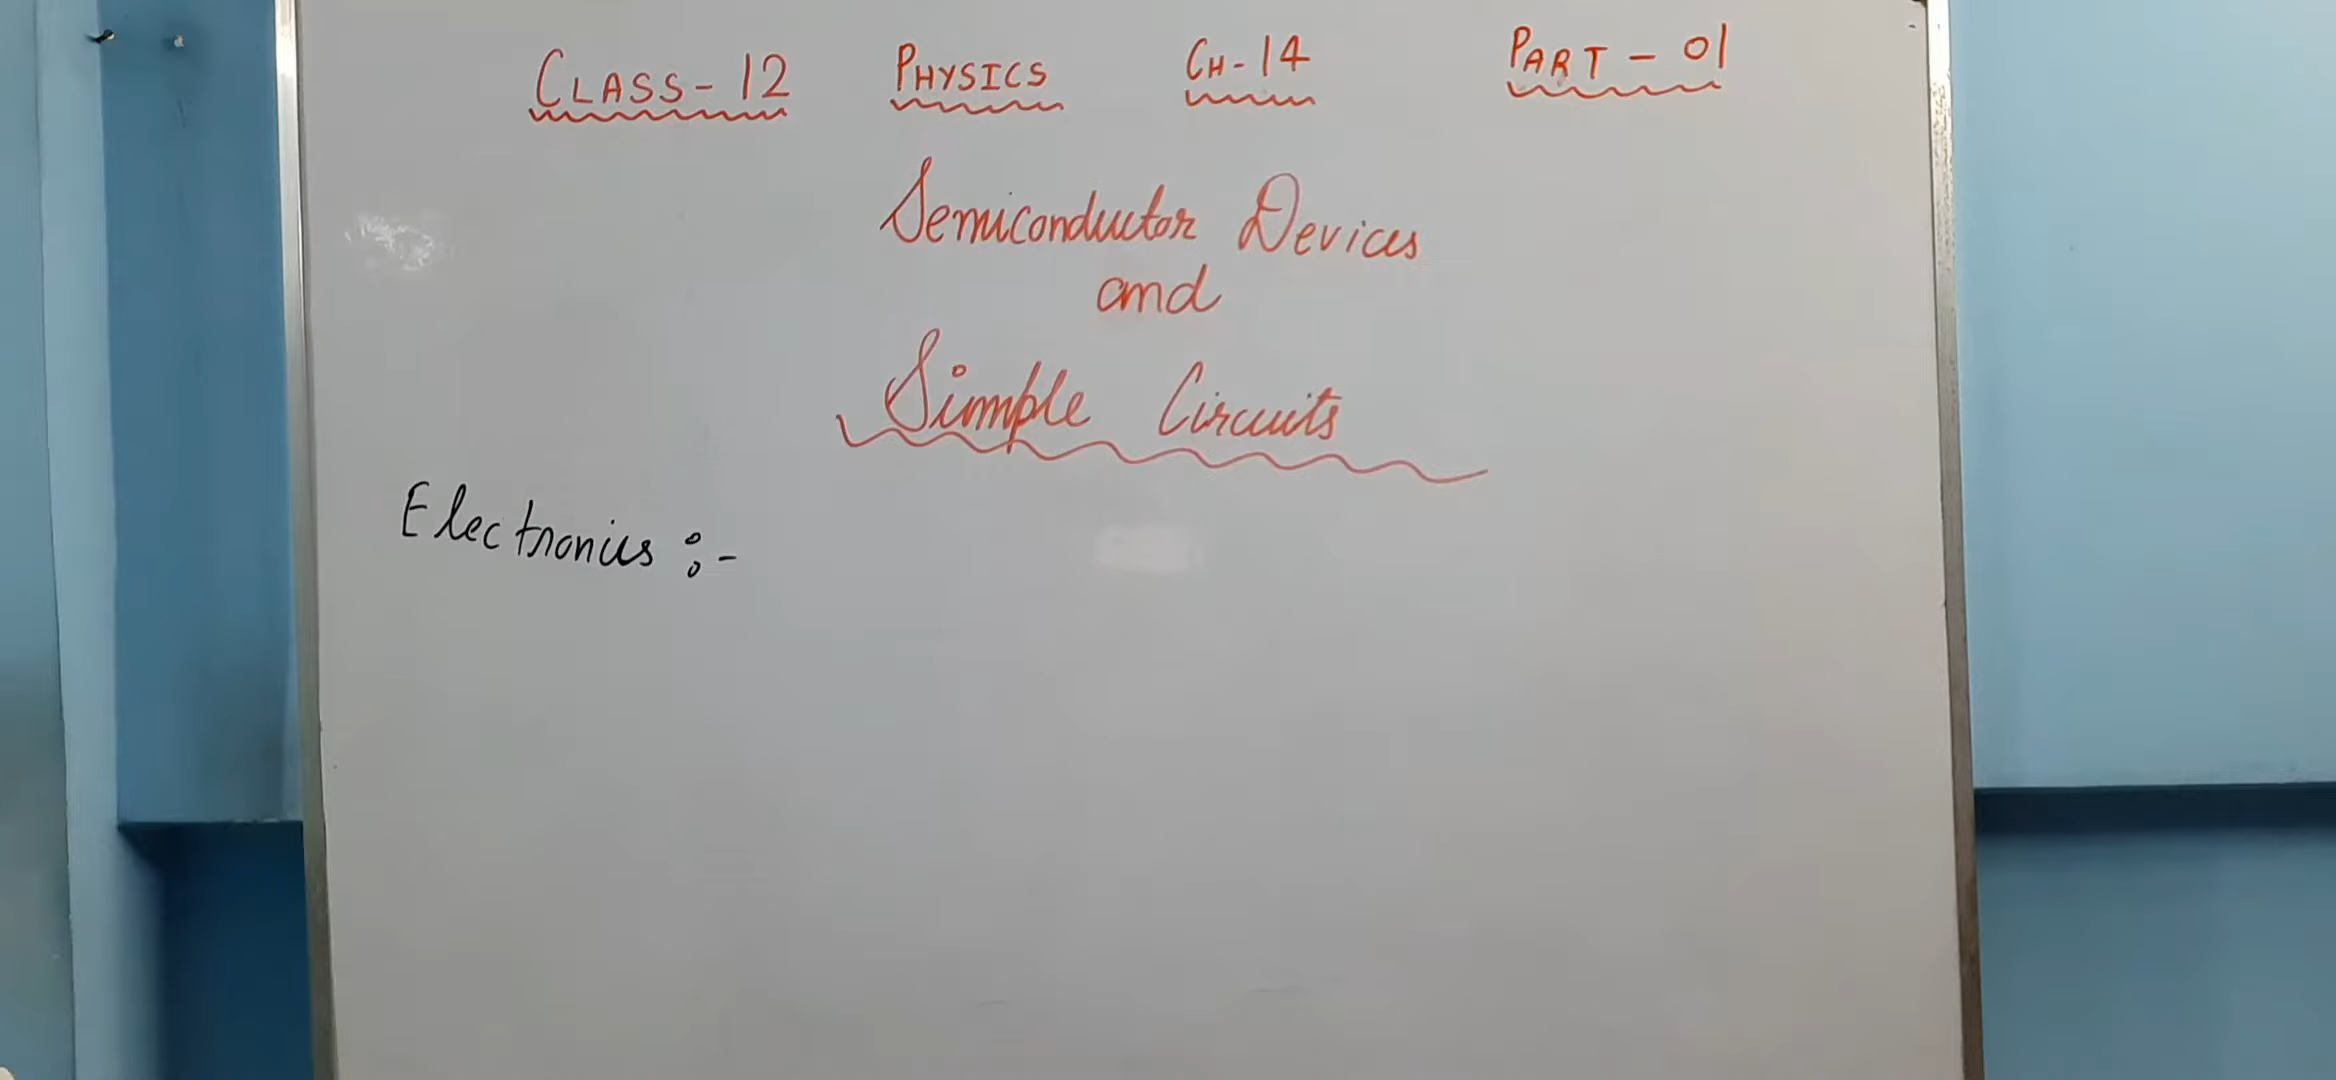 CLASS-12 PHYSICS CH-14 PART-01
Semiconductor Devices
and
Simple Circuits
Electronics :-